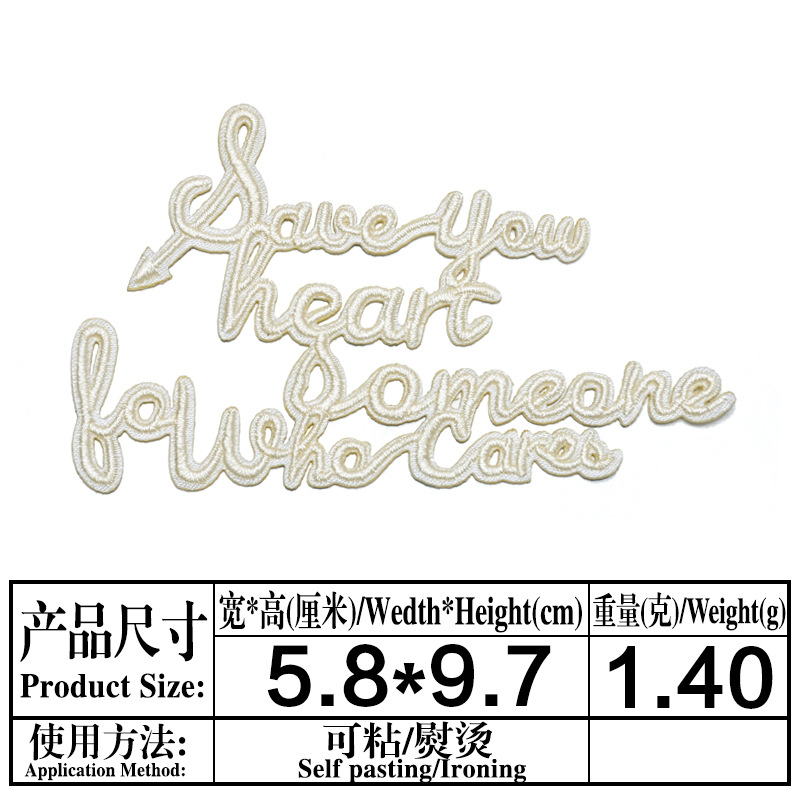 Save you
heart
Someone
fo Who Cares
产品尺寸
Product Size:
宽*高(厘米)/Wedth*Height(cm)
重量(克)/Weight(g)
5.8*9.7
1.40
使用方法:
Application Method:
可粘/熨烫
Self pasting/Ironing